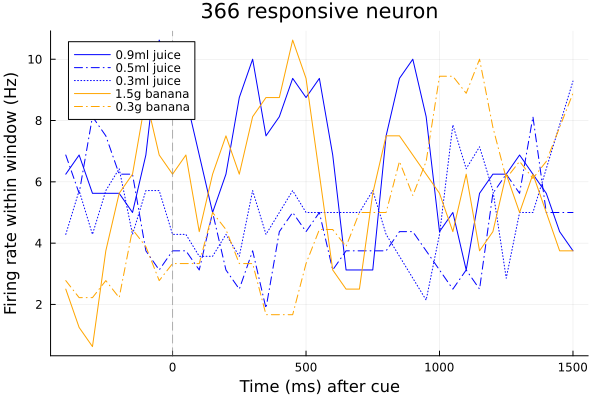 366 responsive neuron
Firing rate within window (Hz)
10
8
6
4
2
0.9ml juice
0.5ml juice
0.3ml juice
1.5g banana
0.3g banana
0
500
1000
1500
Time (ms) after cue